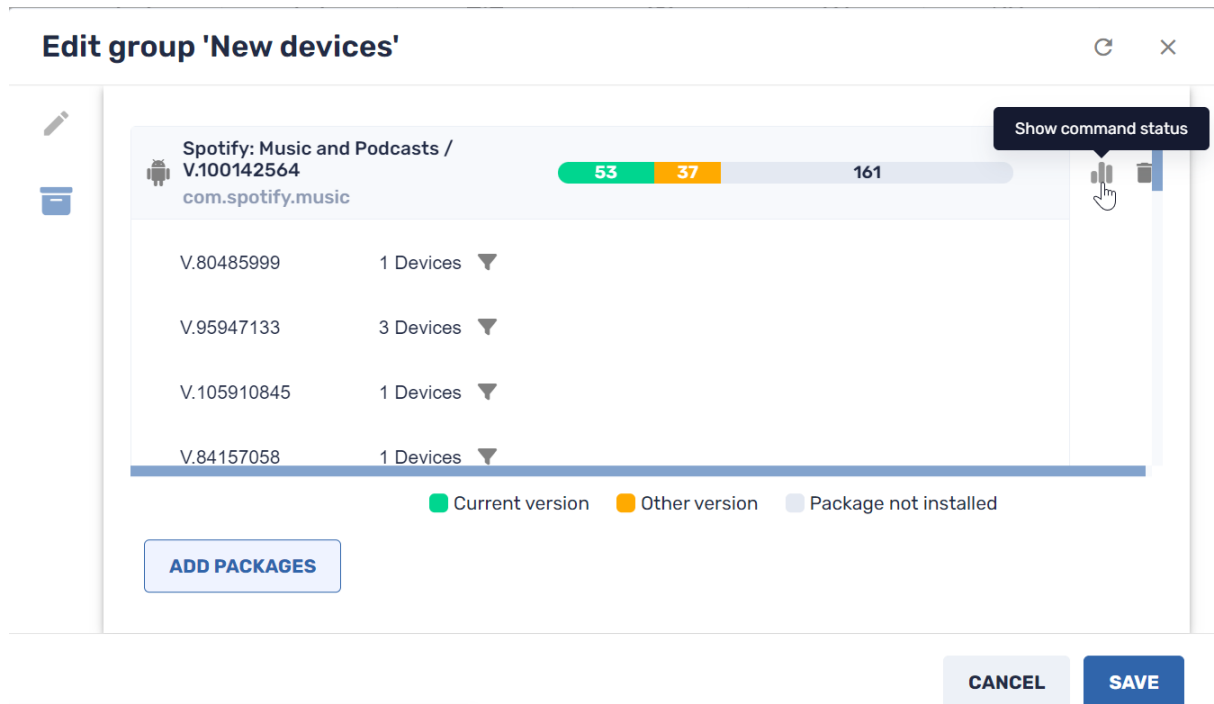 Edit group 'New devices'
Show command status
Spotify: Music and Podcasts /
V.100142564
com.spotify.music
53 37 161
V.80485999 1 Devices
V.95947133 3 Devices
V.105910845 1 Devices
V.84157058 1 Devices
Current version Other version Package not installed
ADD PACKAGES
CANCEL SAVE